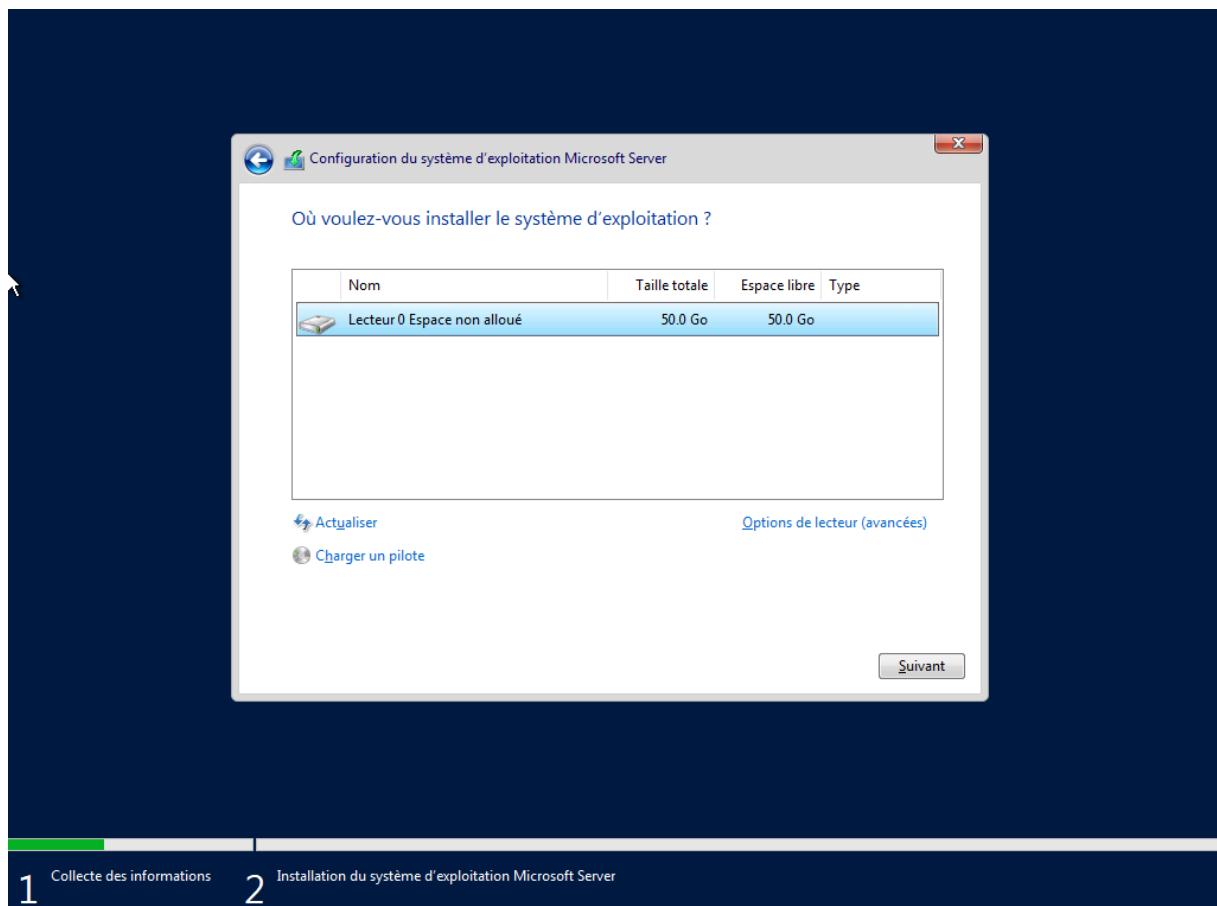 Configuration du système d'exploitation Microsoft Server
Où voulez-vous installer le système d'exploitation ?
Nom Taille totale Espace libre Type
Lecteur 0 Espace non alloué 50.0 Go 50.0 Go
Actualiser Options de lecteur (avancées)
Charger un pilote
Suivant
1 Collecte des informations 2 Installation du système d'exploitation Microsoft Server